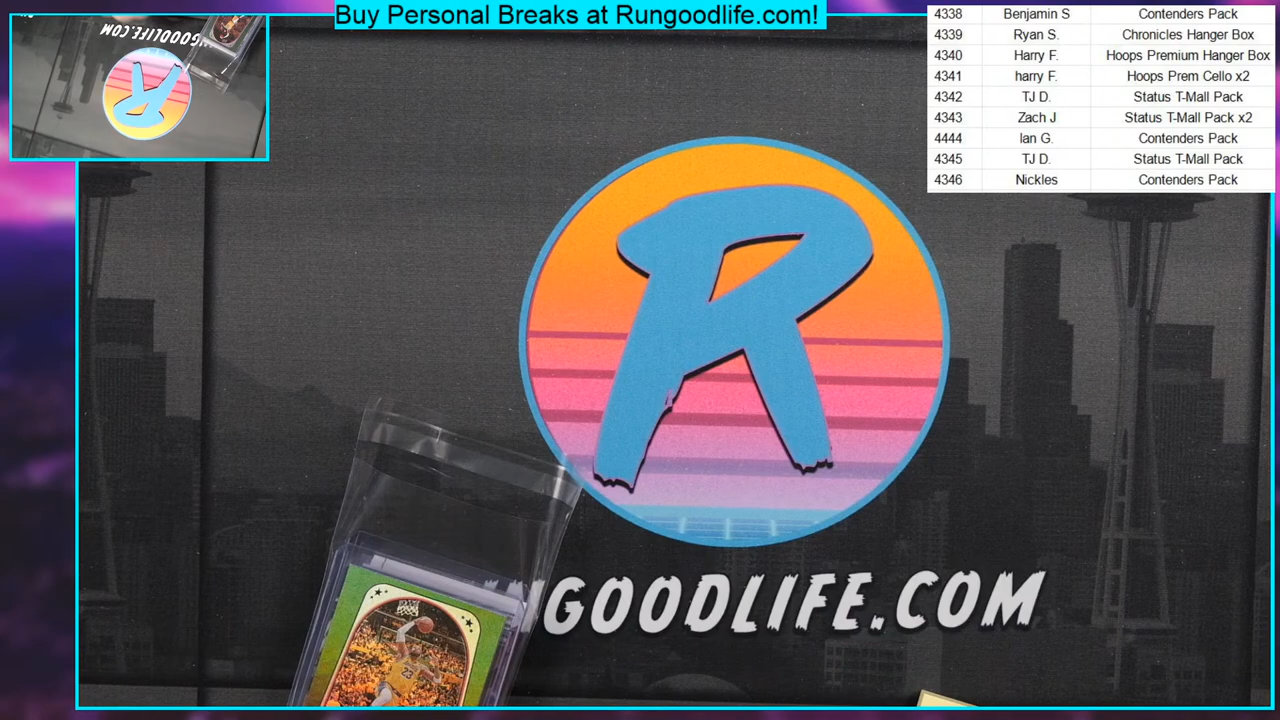 Buy Personal Breaks at Rungoodlife.com!
4338 Benjamin S Contenders Pack
4339 Ryan S. Chronicles Hanger Box
4340 Harry F. Hoops Premium Hanger Box
4341 harry F. Hoops Prem Cello x2
4342 TJ D. Status T-Mall Pack
4343 Zach J Status T-Mall Pack x2
4444 Ian G. Contenders Pack
4345 TJ D. Status T-Mall Pack
4346 Nickles Contenders Pack
GOODLIFE.COM
R
GOODLIFE.COM